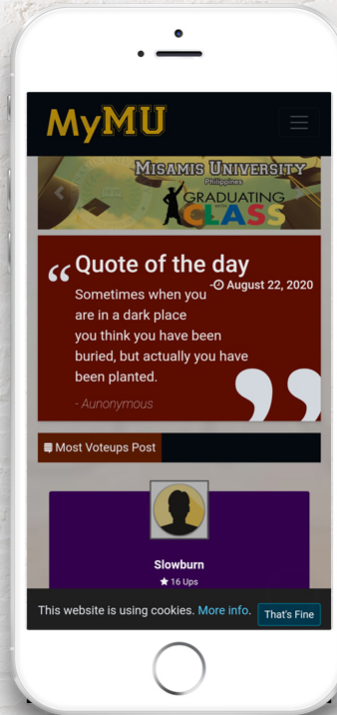 MyMU
MISAMIS UNIVERSITY
Philippines
GRADUATING
CLASS
“ Quote of the day
-August 22, 2020
Sometimes when you
are in a dark place
you think you have been
buried, but actually you have
been planted.
- Aunonymous
”
Most Voteups Post
Slowburn
16 Ups
This website is using cookies. More info. That's Fine